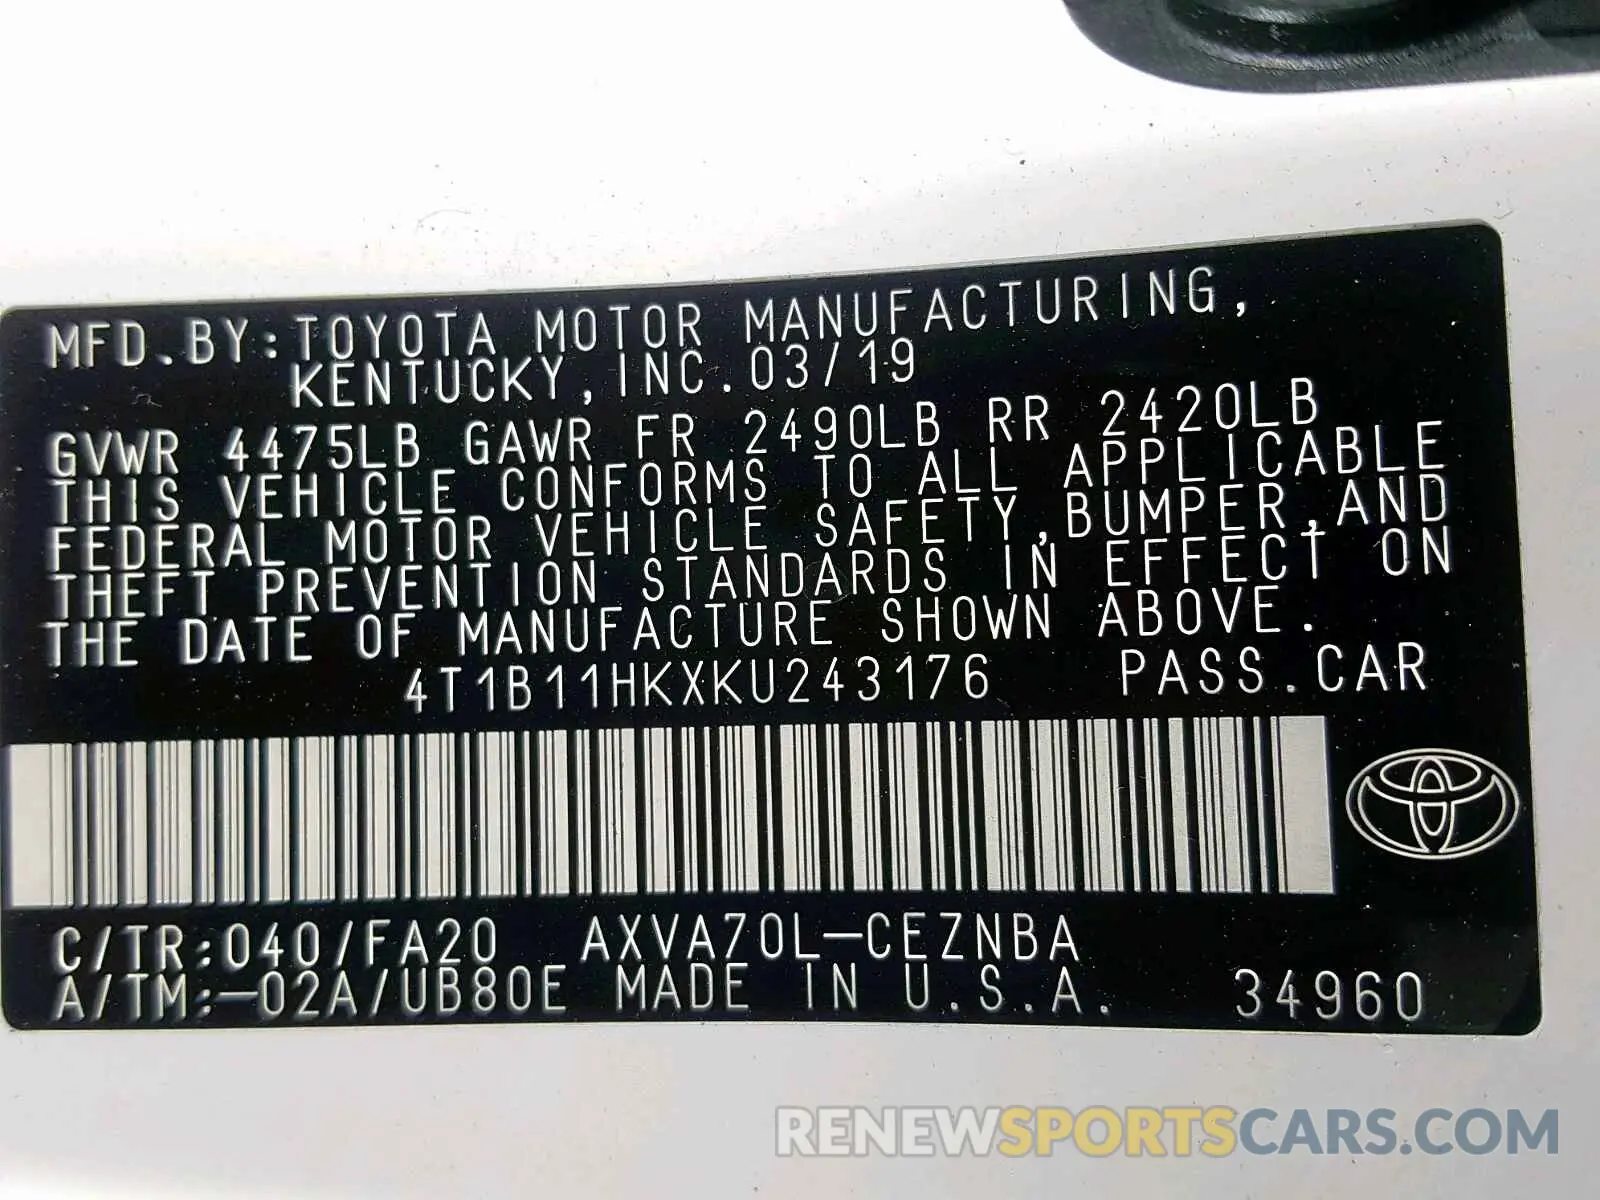 MFD.BY:TOYOTA MOTOR MANUFACTURING,
KENTUCKY,INC.03/19
GVWR 4475LB GAWR FR 2490LB RR 2420LB
THIS VEHICLE CONFORMS TO ALL APPLICABLE
FEDERAL MOTOR VEHICLE SAFETY,BUMPER,AND
THEFT PREVENTION STANDARDS IN EFFECT ON
THE DATE OF MANUFACTURE SHOWN ABOVE.
4T1B11HKXKU243176 PASS.CAR
C/TR:040/FA20 AXVA70L-CEZNBA
A/TM:-02A/UB80E MADE IN U.S.A. 34960
RENEWSPORTSCARS.COM